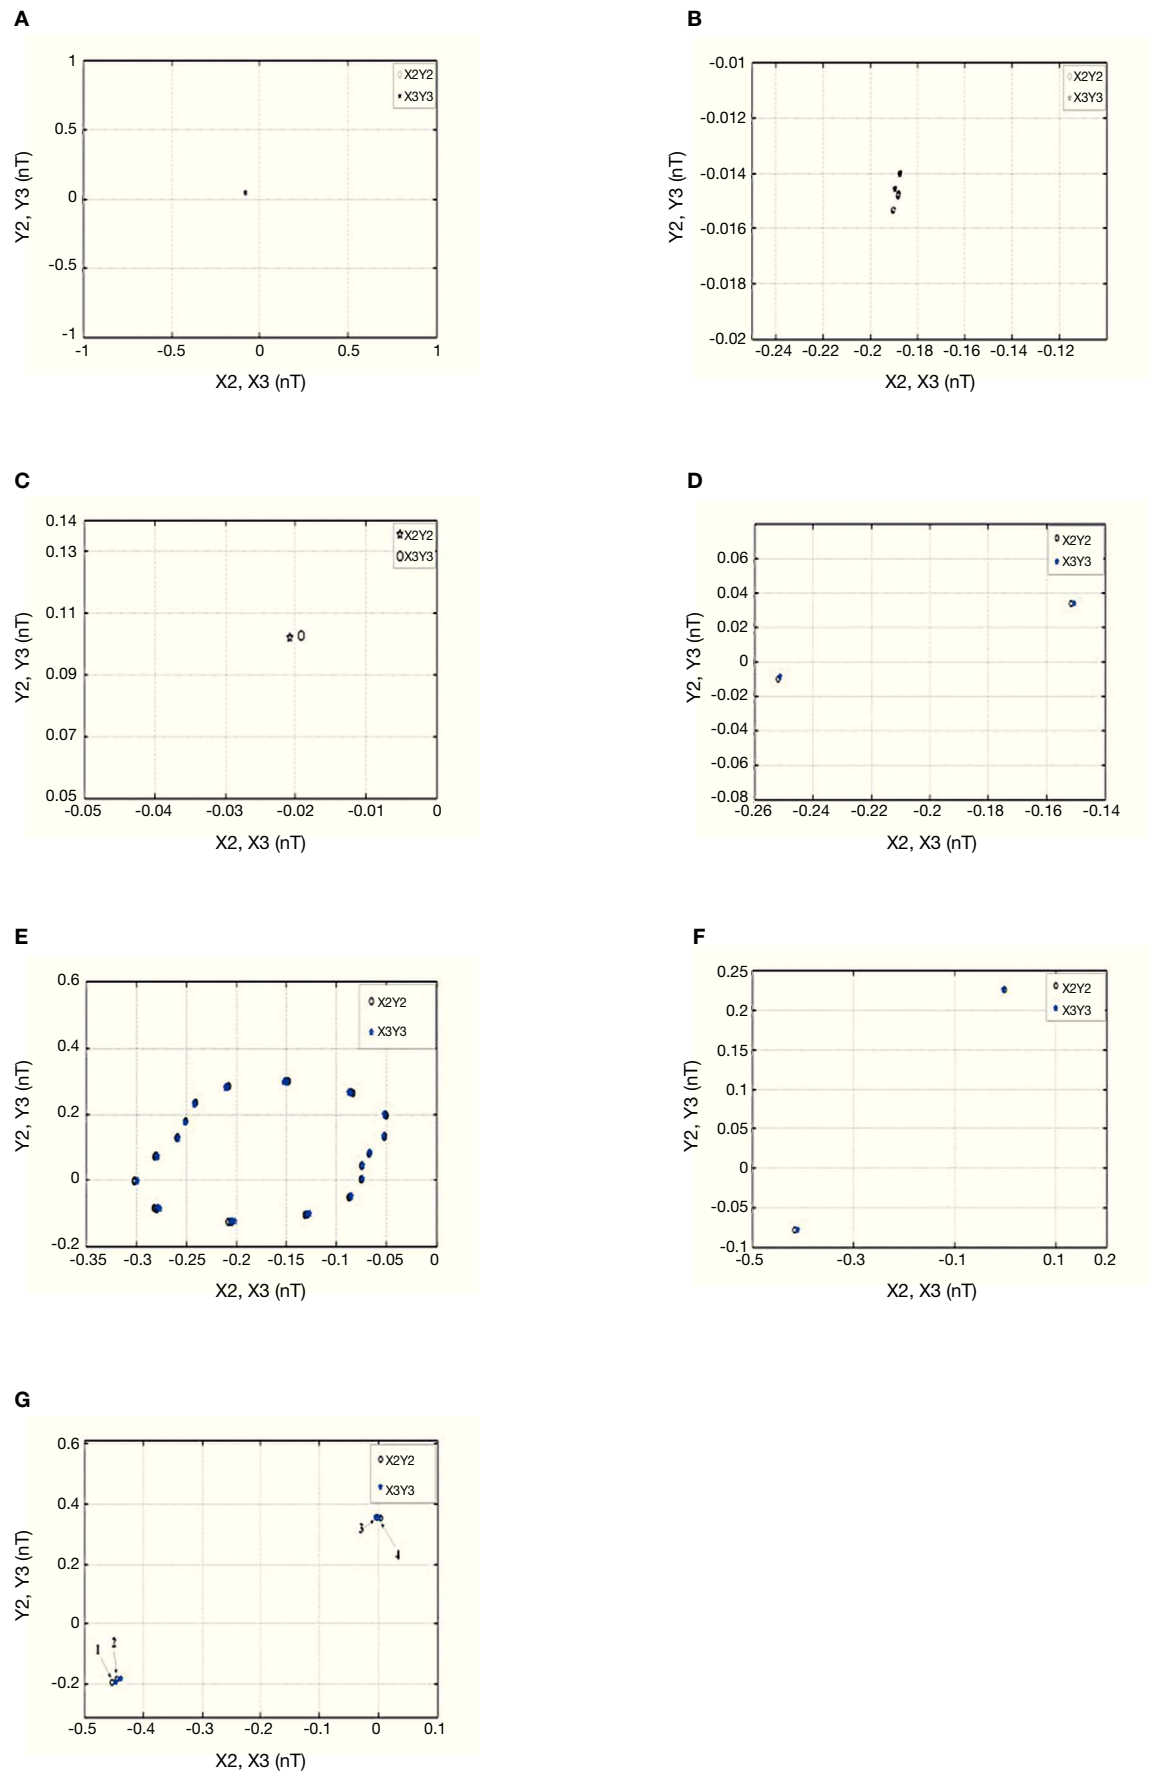 A
1
0.5
0
-0.5
-1
-1 -0.5 0 0.5 1
X2Y2
X3Y3
Y2, Y3 (nT)
X2, X3 (nT)
B
-0.01
-0.012
-0.014
-0.016
-0.018
-0.02
-0.24 -0.22 -0.2 -0.18 -0.16 -0.14 -0.12
X2Y2
X3Y3
Y2, Y3 (nT)
X2, X3 (nT)
C
0.14
0.13
0.11
0.09
0.07
0.05
-0.05 -0.04 -0.03 -0.02 -0.01 0
X2Y2
X3Y3
Y2, Y3 (nT)
X2, X3 (nT)
D
0.06
0.04
0.02
0
-0.02
-0.04
-0.06
-0.08
-0.26 -0.24 -0.22 -0.2 -0.18 -0.16 -0.14
X2Y2
X3Y3
Y2, Y3 (nT)
X2, X3 (nT)
E
0.6
0.4
0.2
0
-0.2
-0.35 -0.3 -0.25 -0.2 -0.15 -0.1 -0.05 0
X2Y2
X3Y3
Y2, Y3 (nT)
X2, X3 (nT)
F
0.25
0.2
0.15
0.1
0.05
0
-0.05
-0.1
-0.5 -0.3 -0.1 0.1 0.2
X2Y2
X3Y3
Y2, Y3 (nT)
X2, X3 (nT)
G
0.6
0.4
0.2
0
-0.2
-0.5 -0.4 -0.3 -0.2 -0.1 0 0.1
X2Y2
X3Y3
3
4
1 2
Y2, Y3 (nT)
X2, X3 (nT)